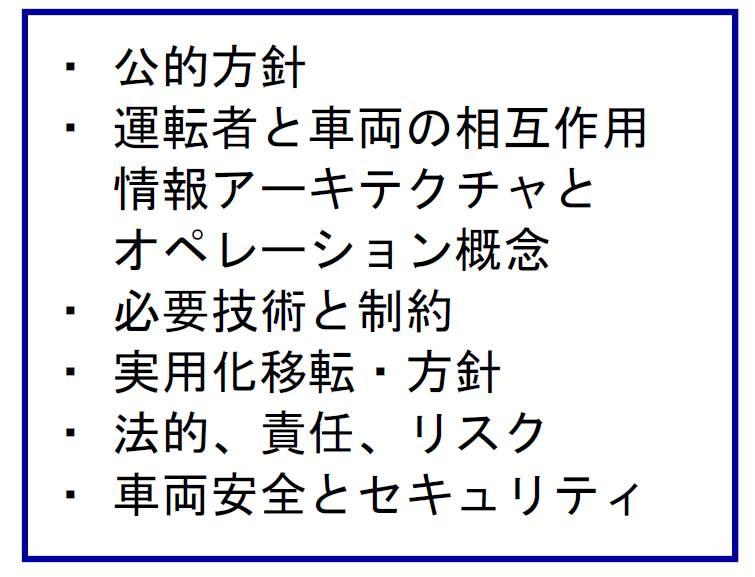 ・ 公的方針
・ 運転者と車両の相互作用
情報アーキテクチャと
オペレーション概念
・ 必要技術と制約
・ 実用化移転・方針
・ 法的、責任、リスク
・ 車両安全とセキュリティ